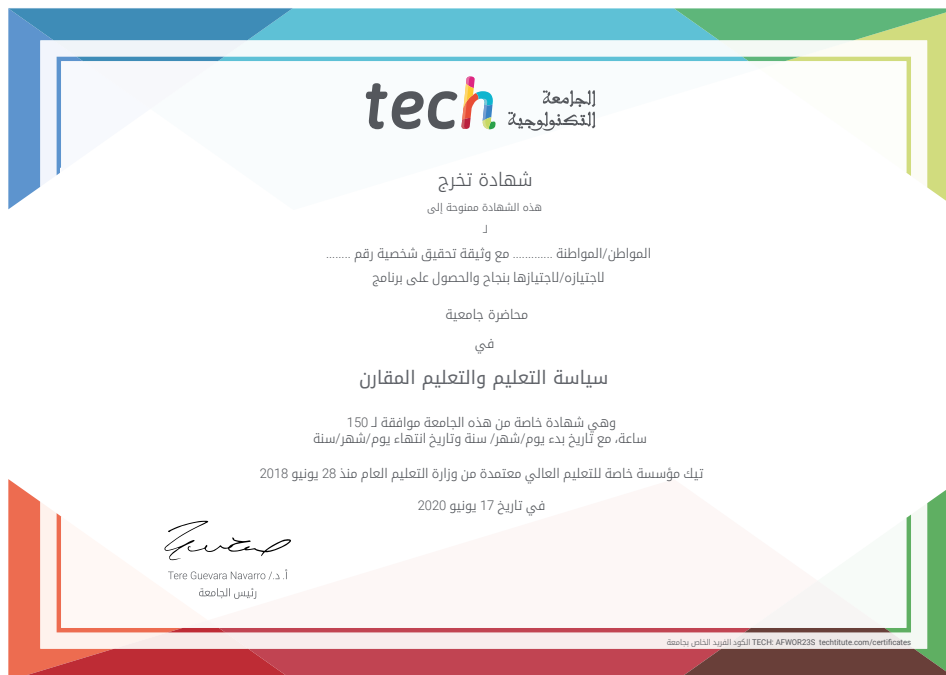 tech الجامعة
التكنولوجية
شهادة تخرج
هذه الشهادة ممنوحة إلى
لـ
المواطن/المواطنة ............ مع وثيقة تحقيق شخصية رقم ........
لاجتيازه/لاجتيازها بنجاح والحصول على برنامج
محاضرة جامعية
في
سياسة التعليم والتعليم المقارن
وهي شهادة خاصة من هذه الجامعة موافقة لـ 150
ساعة، مع تاريخ بدء يوم/شهر/ سنة وتاريخ انتهاء يوم/شهر/سنة
تيك مؤسسة خاصة للتعليم العالي معتمدة من وزارة التعليم العام منذ 28 يونيو 2018
في تاريخ 17 يونيو 2020
أ. د./ Tere Guevara Navarro
رئيس الجامعة
الكود الفريد الخاص بجامعة TECH: AFWOR23S techtitute.com/certificates